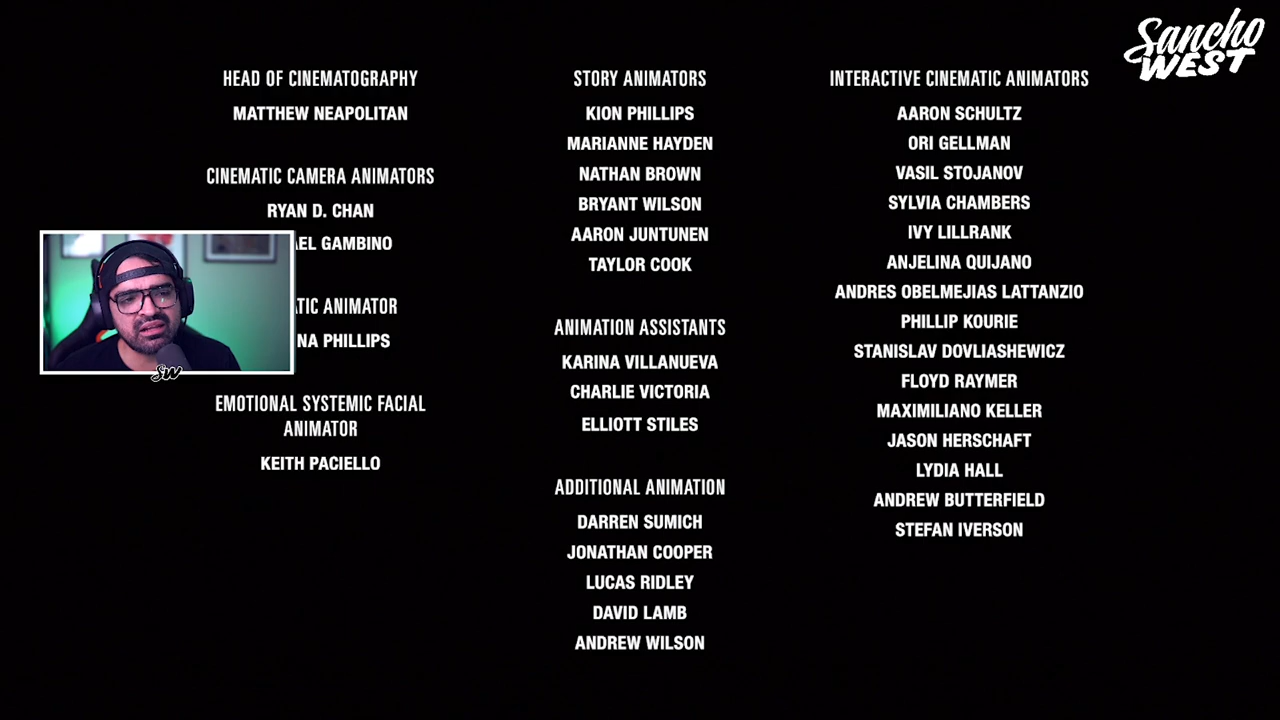 Sancho
WEST
HEAD OF CINEMATOGRAPHY
MATTHEW NEAPOLITAN
CINEMATIC CAMERA ANIMATORS
RYAN D. CHAN
GAMBINO
ANIMATOR
PHILLIPS
SW
EMOTIONAL SYSTEMIC FACIAL
ANIMATOR
KEITH PACIELLO
STORY ANIMATORS
KION PHILLIPS
MARIANNE HAYDEN
NATHAN BROWN
BRYANT WILSON
AARON JUNTUNEN
TAYLOR COOK
ANIMATION ASSISTANTS
KARINA VILLANUEVA
CHARLIE VICTORIA
ELLIOTT STILES
ADDITIONAL ANIMATION
DARREN SUMICH
JONATHAN COOPER
LUCAS RIDLEY
DAVID LAMB
ANDREW WILSON
INTERACTIVE CINEMATIC ANIMATORS
AARON SCHULTZ
ORI GELLMAN
VASIL STOJANOV
SYLVIA CHAMBERS
IVY LILLRANK
ANJELINA QUIJANO
ANDRES OBELMEJIAS LATTANZIO
PHILLIP KOURIE
STANISLAV DOVLIASHEWICZ
FLOYD RAYMER
MAXIMILIANO KELLER
JASON HERSCHAFT
LYDIA HALL
ANDREW BUTTERFIELD
STEFAN IVERSON